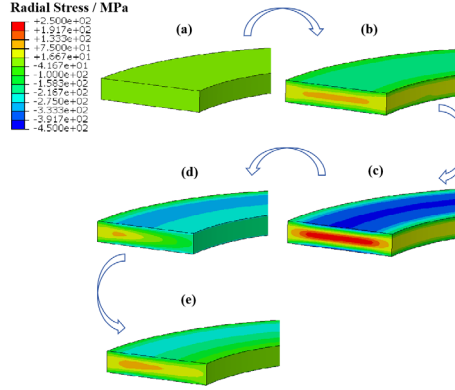 Radial Stress / MPa
+2.500e+02
+1.917e+02
+1.333e+02
+7.500e+01
+1.667e+01
-4.167e+01
-1.000e+02
-1.583e+02
-2.167e+02
-2.750e+02
-3.333e+02
-3.917e+02
-4.500e+02
(a)
(b)
(d)
(c)
(e)